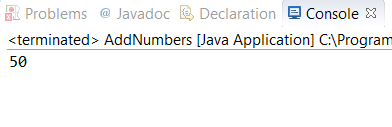 Problems @ Javadoc Declaration Console
<terminated> AddNumbers [Java Application] C:\Program
50